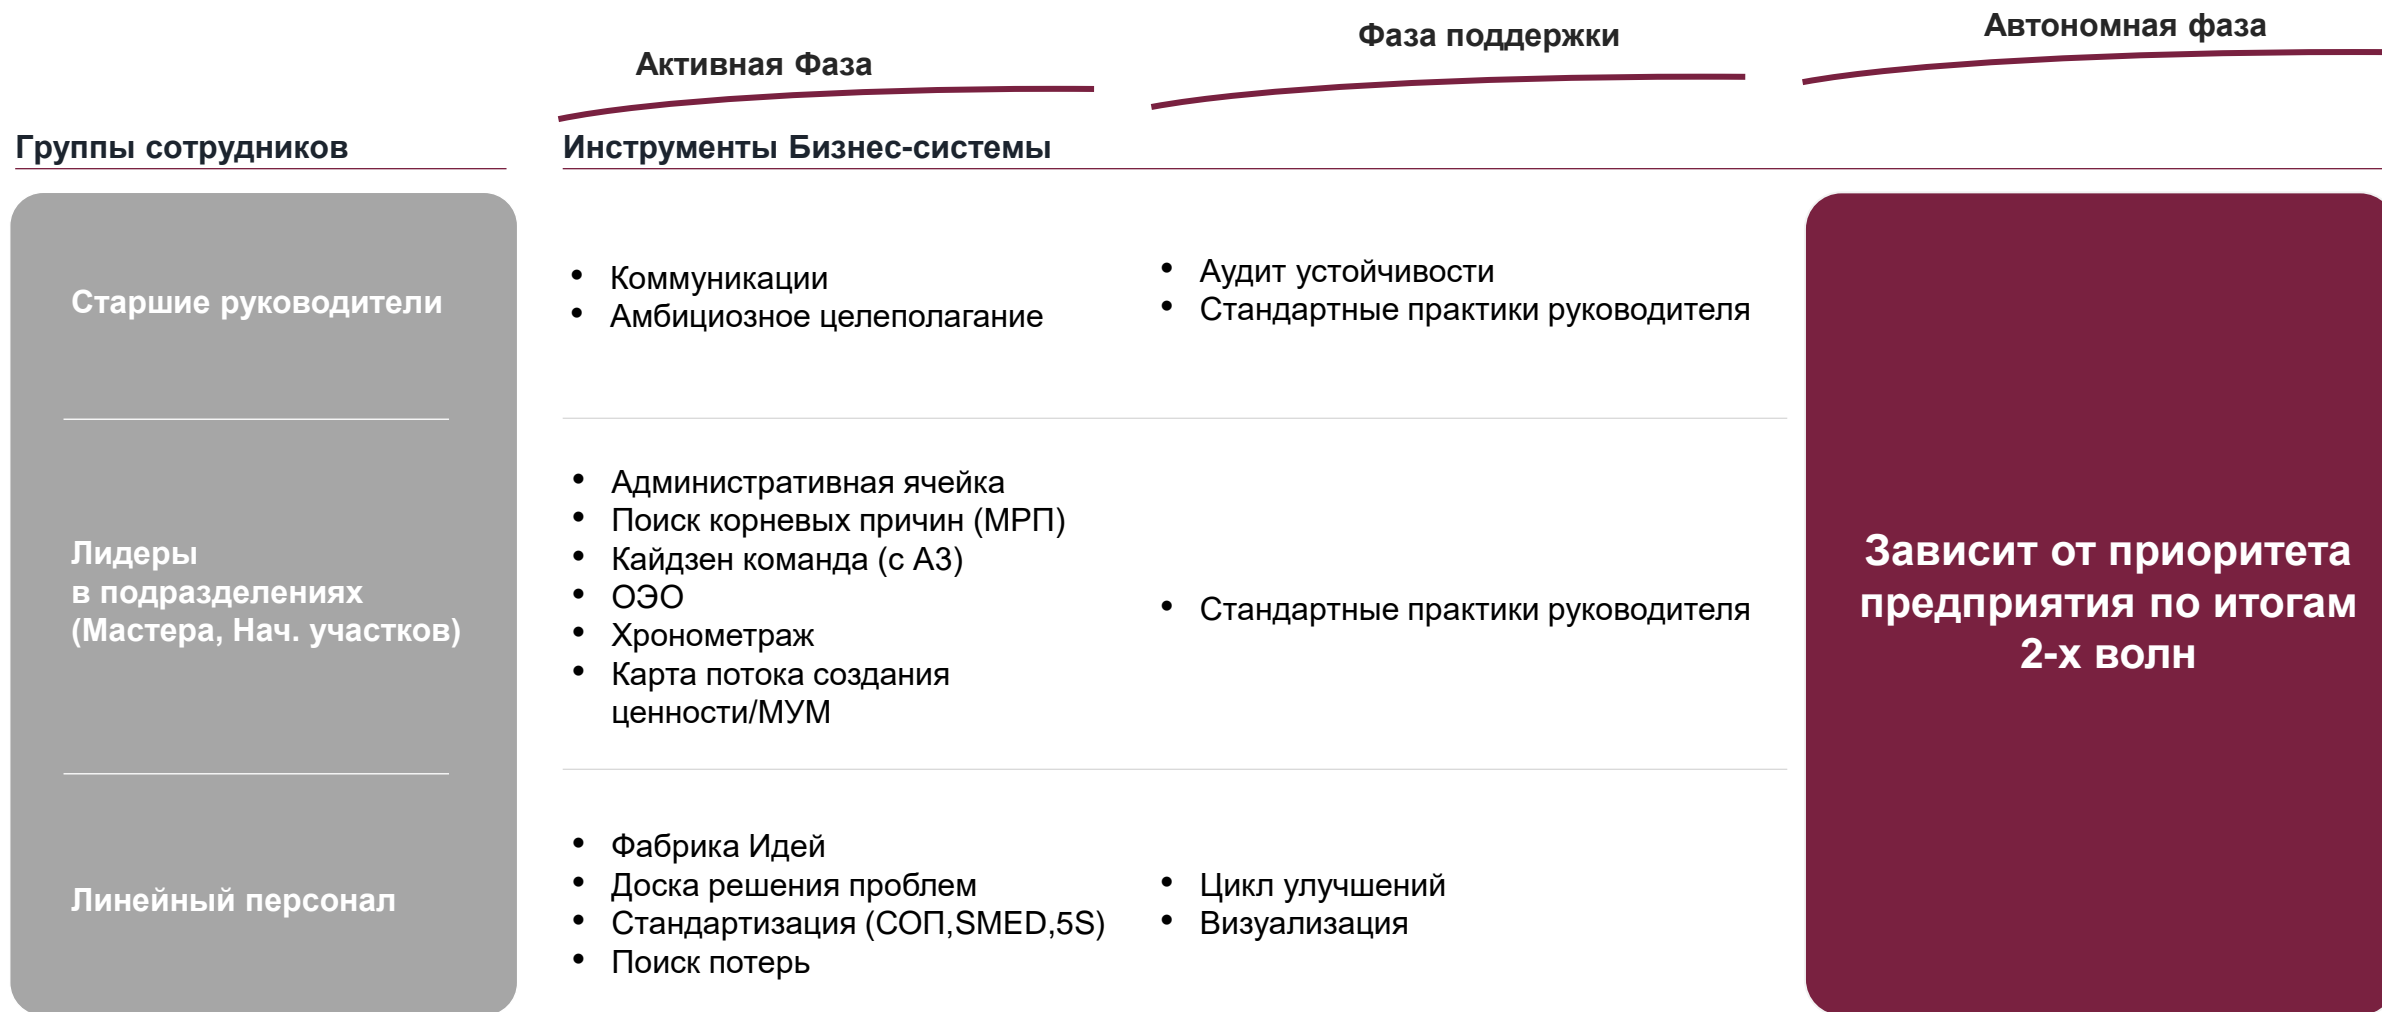 Активная Фаза
Фаза поддержки
Автономная фаза
Группы сотрудников
Инструменты Бизнес-системы
Старшие руководители
• Коммуникации
• Амбициозное целеполагание
• Аудит устойчивости
• Стандартные практики руководителя
Лидеры
в подразделениях
(Мастера, Нач. участков)
• Административная ячейка
• Поиск корневых причин (МРП)
• Кайдзен команда (с А3)
• ОЭО
• Хронометраж
• Карта потока создания
ценности/МУМ
• Стандартные практики руководителя
Линейный персонал
• Фабрика Идей
• Доска решения проблем
• Стандартизация (СОП,SMED,5S)
• Поиск потерь
• Цикл улучшений
• Визуализация
Зависит от приоритета
предприятия по итогам
2-х волн